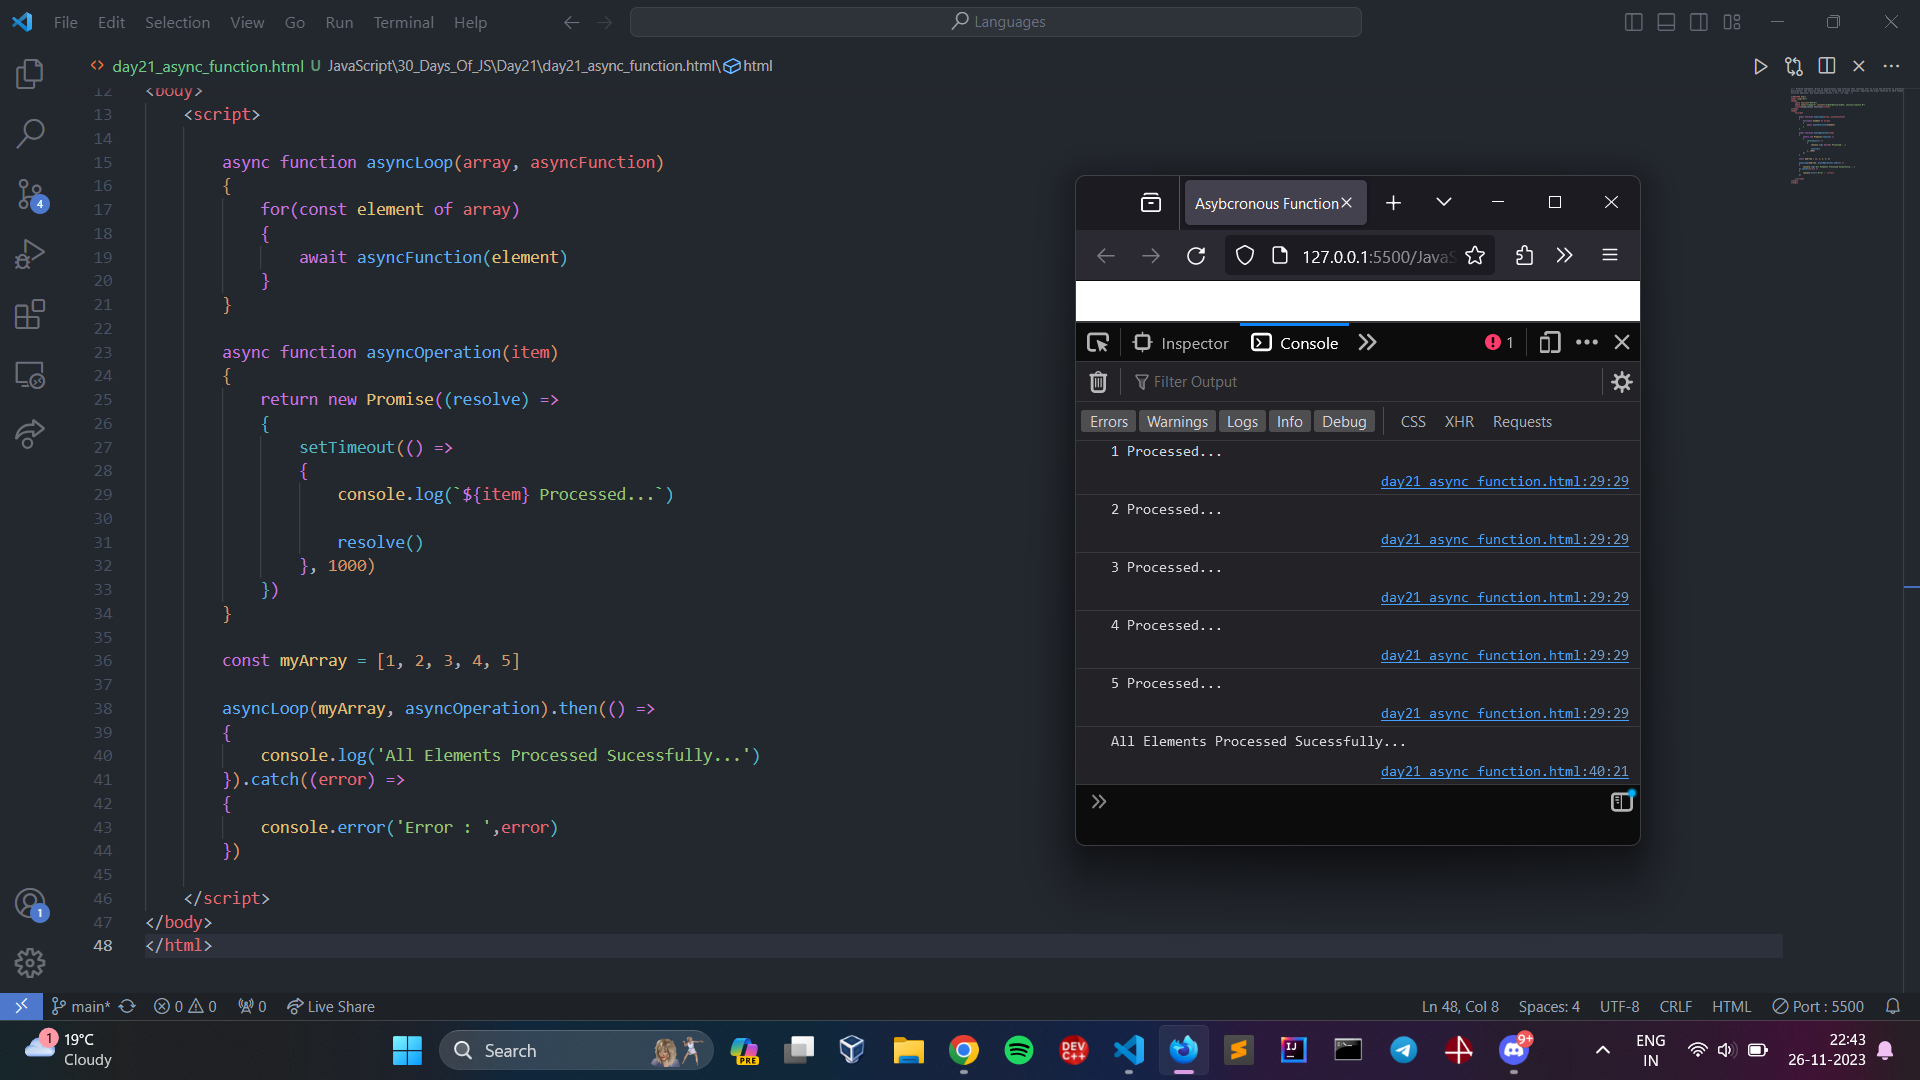 File Edit Selection View Go Run Terminal Help
Languages
day21_async_function.html U JavaScript\30_Days_Of_JS\Day21\day21_async_function.html\html
12 <body>
13 <script>
14
15 async function asyncLoop(array, asyncFunction)
16 {
17 for(const element of array)
18 {
19 await asyncFunction(element)
20 }
21 }
22
23 async function asyncOperation(item)
24 {
25 return new Promise((resolve) =>
26 {
27 setTimeout(() =>
28 {
29 console.log(`${item} Processed...`)
30
31 resolve()
32 }, 1000)
33 })
34 }
35
36 const myArray = [1, 2, 3, 4, 5]
37
38 asyncLoop(myArray, asyncOperation).then(() =>
39 {
40 console.log('All Elements Processed Sucessfully...')
41 }).catch((error) =>
42 {
43 console.error('Error : ',error)
44 })
45
46 </script>
47 </body>
48 </html>
4
1
Asybcronous Function
127.0.0.1:5500/JavaS
Inspector Console 1
Filter Output
Errors Warnings Logs Info Debug CSS XHR Requests
1 Processed...
day21_async_function.html:29:29
2 Processed...
day21_async_function.html:29:29
3 Processed...
day21_async_function.html:29:29
4 Processed...
day21_async_function.html:29:29
5 Processed...
day21_async_function.html:29:29
All Elements Processed Sucessfully...
day21_async_function.html:40:21
main* 0 0 0 Live Share
Ln 48, Col 8 Spaces: 4 UTF-8 CRLF HTML Port : 5500
1 19°C
Cloudy
Search
PRE
DEV
C++
IJ
9+
ENG
IN
22:43
26-11-2023